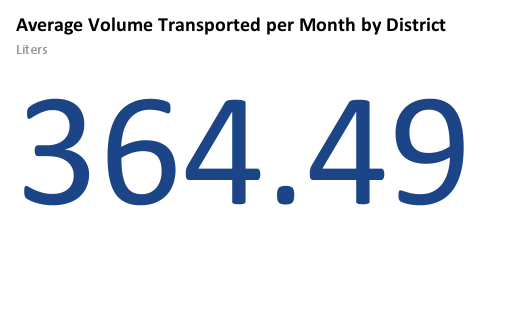 Average Volume Transported per Month by District
Liters
364.49